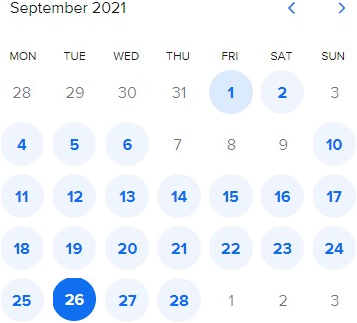 September 2021
MON TUE WED THU FRI SAT SUN
28 29 30 31 1 2 3
4 5 6 7 8 9 10
11 12 13 14 15 16 17
18 19 20 21 22 23 24
25 26 27 28 1 2 3